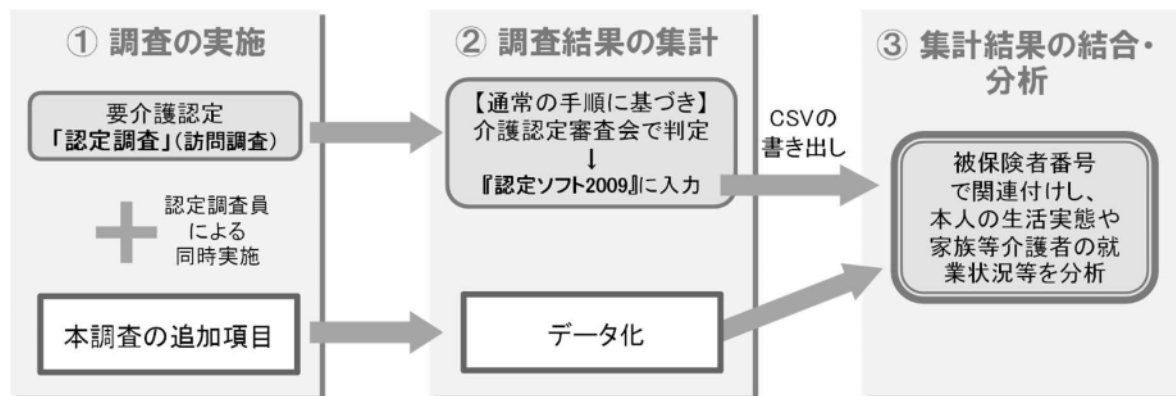 ① 調査の実施
要介護認定
「認定調査」(訪問調査)
認定調査員
による
同時実施
本調査の追加項目
② 調査結果の集計
【通常の手順に基づき】
介護認定審査会で判定
↓
『認定ソフト2009』に入力
データ化
CSVの
書き出し
③ 集計結果の結合・
分析
被保険者番号
で関連付けし、
本人の生活実態や
家族等介護者の就
業状況等を分析